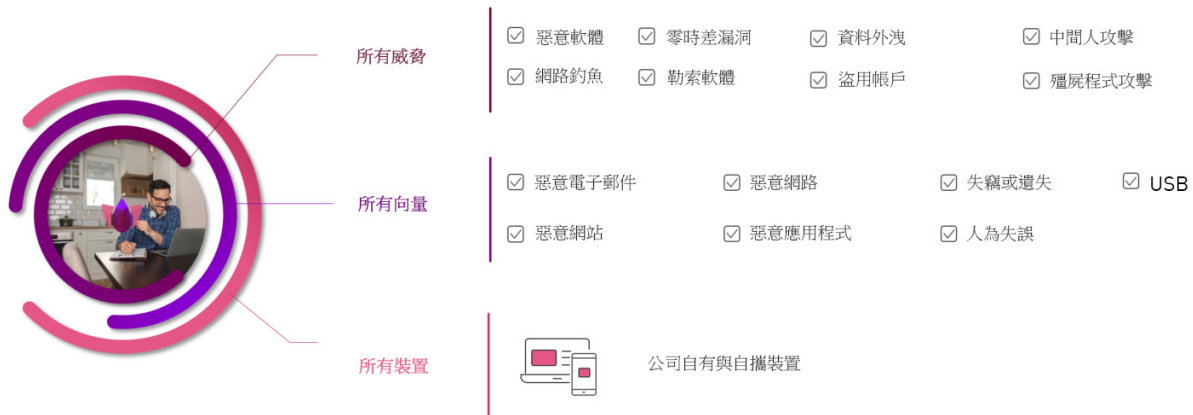 所有威脅
惡意軟體 零時差漏洞 資料外洩 中間人攻擊
網路釣魚 勒索軟體 盜用帳戶 殭屍程式攻擊
所有向量
惡意電子郵件 惡意網路 失竊或遺失 USB
惡意網站 惡意應用程式 人為失誤
所有裝置
公司自有與自攜裝置